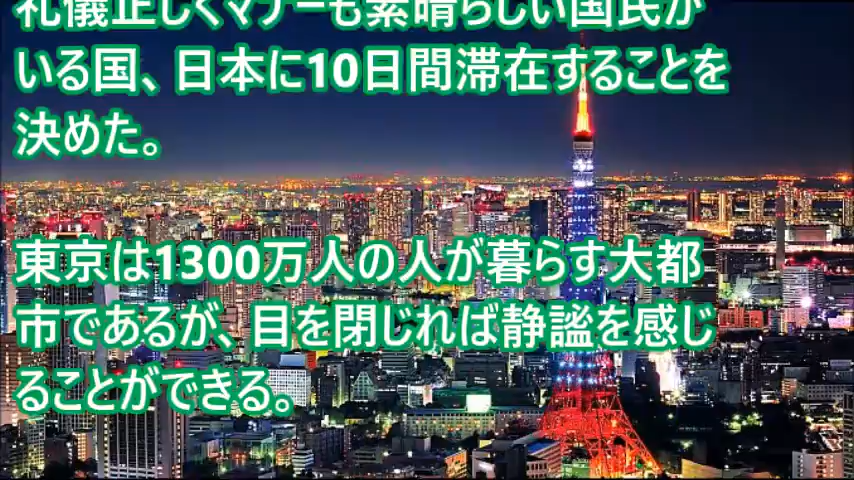 礼儀正しくマナーも素晴らしい国民が
いる国、日本に10日間滞在することを
決めた。
東京は1300万人の人が暮らす大都
市であるが、目を閉じれば静謐を感じ
ることができる。